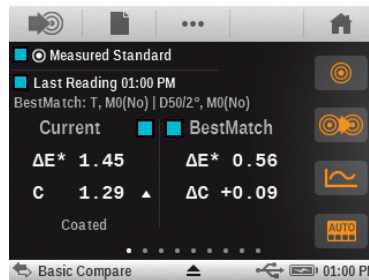 Measured Standard
Last Reading 01:00 PM
BestMatch: T, M0(No) | D50/2°, M0(No)
Current BestMatch
ΔE* 1.45 ΔE* 0.56
C 1.29 ▲ ΔC +0.09
Coated
AUTO
Basic Compare 01:00 P